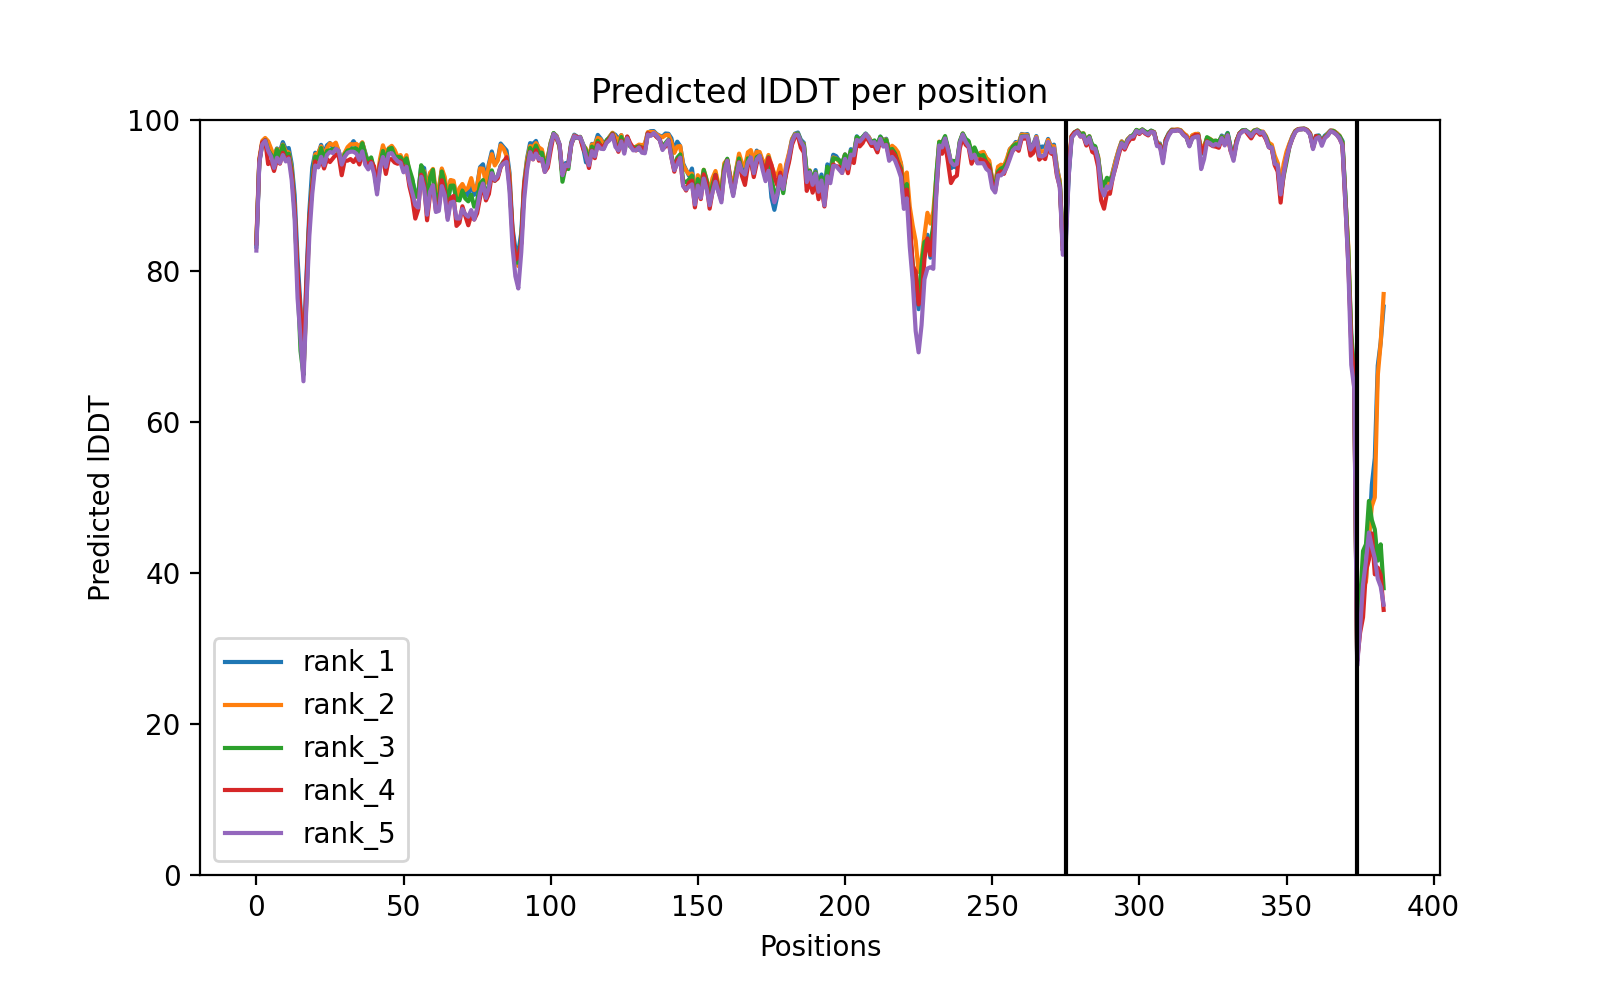 Predicted lDDT per position
Predicted lDDT
100
80
60
40
20
0
rank_1
rank_2
rank_3
rank_4
rank_5
0 50 100 150 200 250 300 350 400
Positions